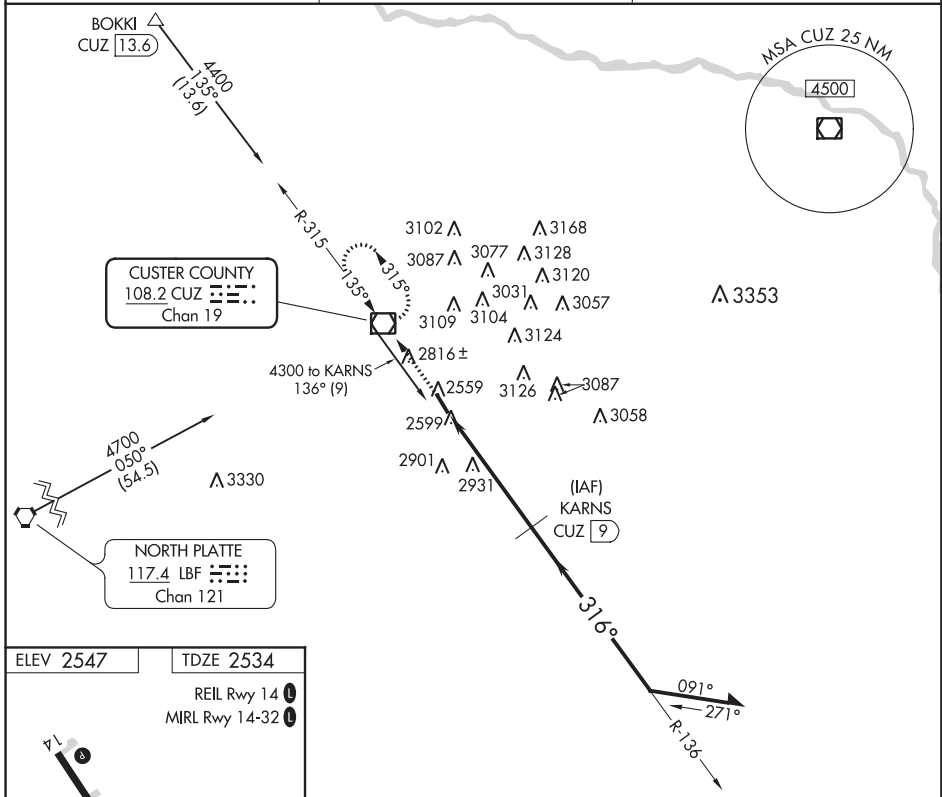 BOKKI
CUZ 13.6
4400
135°
(13.6)
MSA CUZ 25 NM
4500
R-315
135°
315°
CUSTER COUNTY
108.2 CUZ
Chan 19
3102
3168
3087
3077
3128
3120
3109
3104
3031
3057
3353
3124
2816±
4300 to KARNS
136° (9)
2559
3126
3087
2599
3058
2901
2931
4700
050°
(54.5)
3330
(IAF)
KARNS
CUZ 9
NORTH PLATTE
117.4 LBF
Chan 121
316°
091°
271°
R-136
ELEV 2547
TDZE 2534
REIL Rwy 14 L
MIRL Rwy 14-32 L
14
P